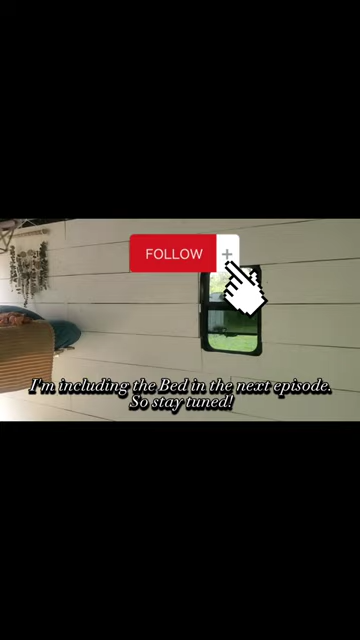 FOLLOW +
I'm including the Bed in the next episode.
So stay tuned!